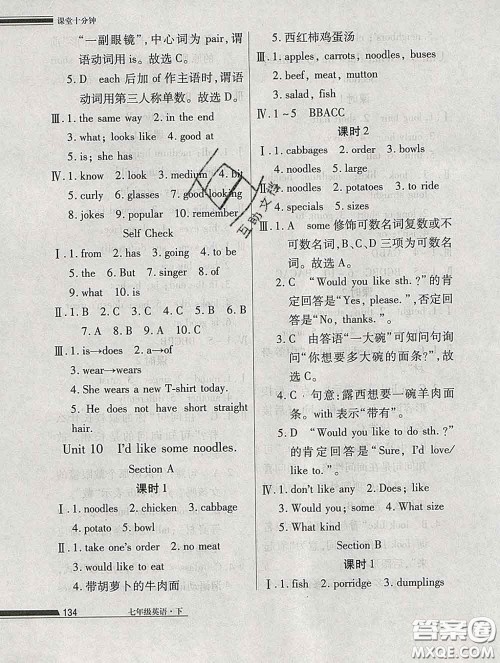 课堂十分钟
“一副眼镜”,中心词为 pair,谓
语动词用 is。故选 C。
5. D each 后加 of 作主语时,谓
语动词用第三人称单数。故选 D。
Ⅲ. 1. the same way 2. in the end
3. what; looks like 4. good at
5. is; she has
Ⅳ. 1. know 2. look 3. medium 4. bit
5. curly 6. glasses 7. good-looking
8. jokes 9. popular 10. remember
Self Check
Ⅰ. 1. from 2. has 3. going 4. to
5. wearing 6. of 7. singing 8. nice
9. what 10. is
Ⅱ. 1. B 2. C 3. A 4. C 5. B 6. C
7. B 8. A 9. B 10. C
Ⅲ. 1. is→does 2. a→of
3. wear→wears
4. She wears a new T-shirt today.
5. He does not have short straight
hair.
Unit 10 I'd like some noodles.
Section A
课时 1
Ⅰ. 1. noodles 2. chicken 3. cabbage
4. potato 5. bowl
Ⅱ. 1. take one's order 2. no meat
3. would eat
4. 带胡萝卜的牛肉面
5. 西红柿鸡蛋汤
Ⅲ. 1. apples, carrots, noodles, buses
2. beef, meat, mutton
3. salad, fish
Ⅳ. 1~5 BBACC
课时 2
Ⅰ. 1. cabbages 2. order 3. bowls
4. noodles 5. large
Ⅱ. 1. noodles 2. potatoes 3. to ride
4. specials 5. sizes
Ⅲ. 1. A some 修饰可数名词复数或不
可数名词,B、C、D 三项为可数名
词。故选 A。
2. C “Would you like sth. ?”的肯
定回答是“Yes, please.”,否定回
答是“No, thanks.”。
3. C 由答语“一大碗”可知问句询
问“你想要多大碗的面条?”,故
选 C。
4. C 句意:露西想要一碗羊肉面
条。with 表示“带有”。
5. D “Would you like to do sth. ?”
的肯定回答为“Sure, I'd love/
like to.”。
Ⅳ. 1. don't like any 2. Does; like
3. Would you; some 4. What size
5. What kind
Section B
课时 1
Ⅰ. 1. fish 2. porridge 3. dumplings
134 七年级英语·下
互助文档
答案圈
MXQE.COM